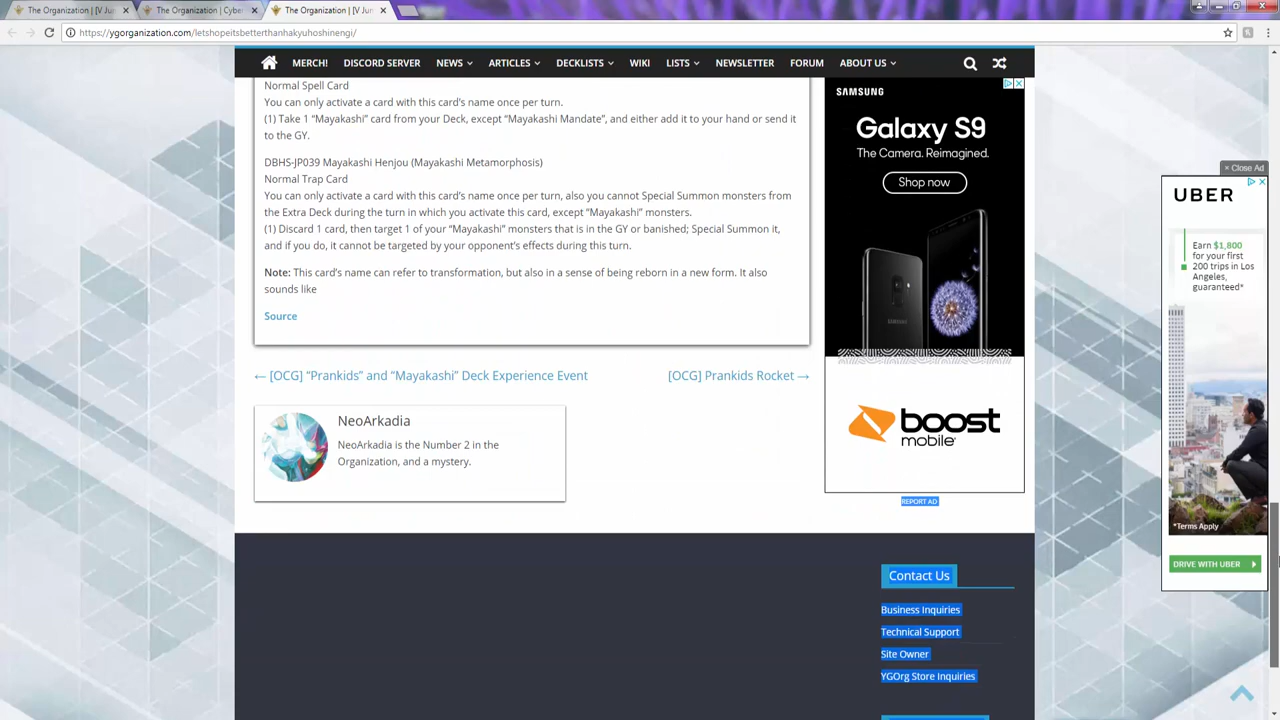 The Organization | [V Jun
The Organization | Cyber
The Organization | [V Jun
https://ygorganization.com/letshopeitsbetterthanhakyuhoshinengi/
MERCH!
DISCORD SERVER
NEWS
ARTICLES
DECKLISTS
WIKI
LISTS
NEWSLETTER
FORUM
ABOUT US
Normal Spell Card
You can only activate a card with this card's name once per turn.
(1) Take 1 “Mayakashi” card from your Deck, except “Mayakashi Mandate”, and either add it to your hand or send it
to the GY.
DBHS-JP039 Mayakashi Henjou (Mayakashi Metamorphosis)
Normal Trap Card
You can only activate a card with this card's name once per turn, also you cannot Special Summon monsters from
the Extra Deck during the turn in which you activate this card, except “Mayakashi” monsters.
(1) Discard 1 card, then target 1 of your “Mayakashi” monsters that is in the GY or banished; Special Summon it,
and if you do, it cannot be targeted by your opponent's effects during this turn.
Note: This card's name can refer to transformation, but also in a sense of being reborn in a new form. It also
sounds like
Source
← [OCG] “Prankids” and “Mayakashi” Deck Experience Event
[OCG] Prankids Rocket →
NeoArkadia
NeoArkadia is the Number 2 in the
Organization, and a mystery.
SAMSUNG
Galaxy S9
The Camera. Reimagined.
Shop now
SAMSUNG
boost
mobile
REPORT AD
× Close Ad
UBER
Earn $1,800
for your first
200 trips in Los
Angeles,
guaranteed*
*Terms Apply
DRIVE WITH UBER
Contact Us
Business Inquiries
Technical Support
Site Owner
YGOrg Store Inquiries